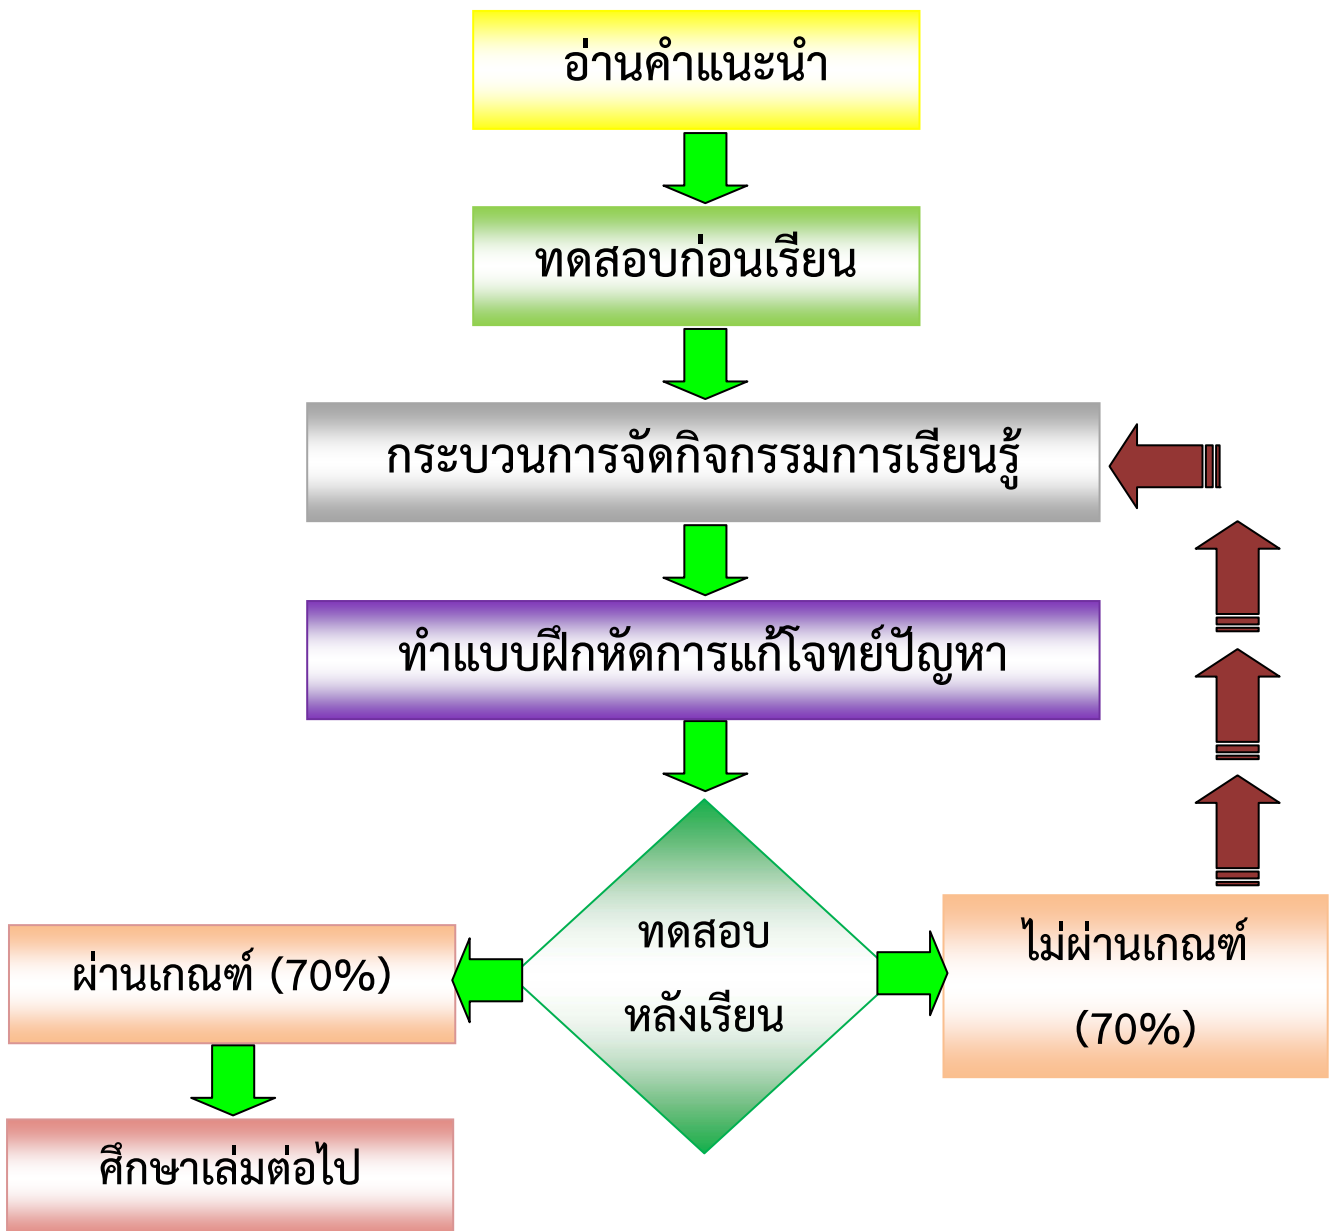 อ่านคำแนะนำ
ทดสอบก่อนเรียน
กระบวนการจัดกิจกรรมการเรียนรู้
ทำแบบฝึกหัดการแก้โจทย์ปัญหา
ทดสอบ
หลังเรียน
ผ่านเกณฑ์ (70%)
ไม่ผ่านเกณฑ์
(70%)
ศึกษาเล่มต่อไป